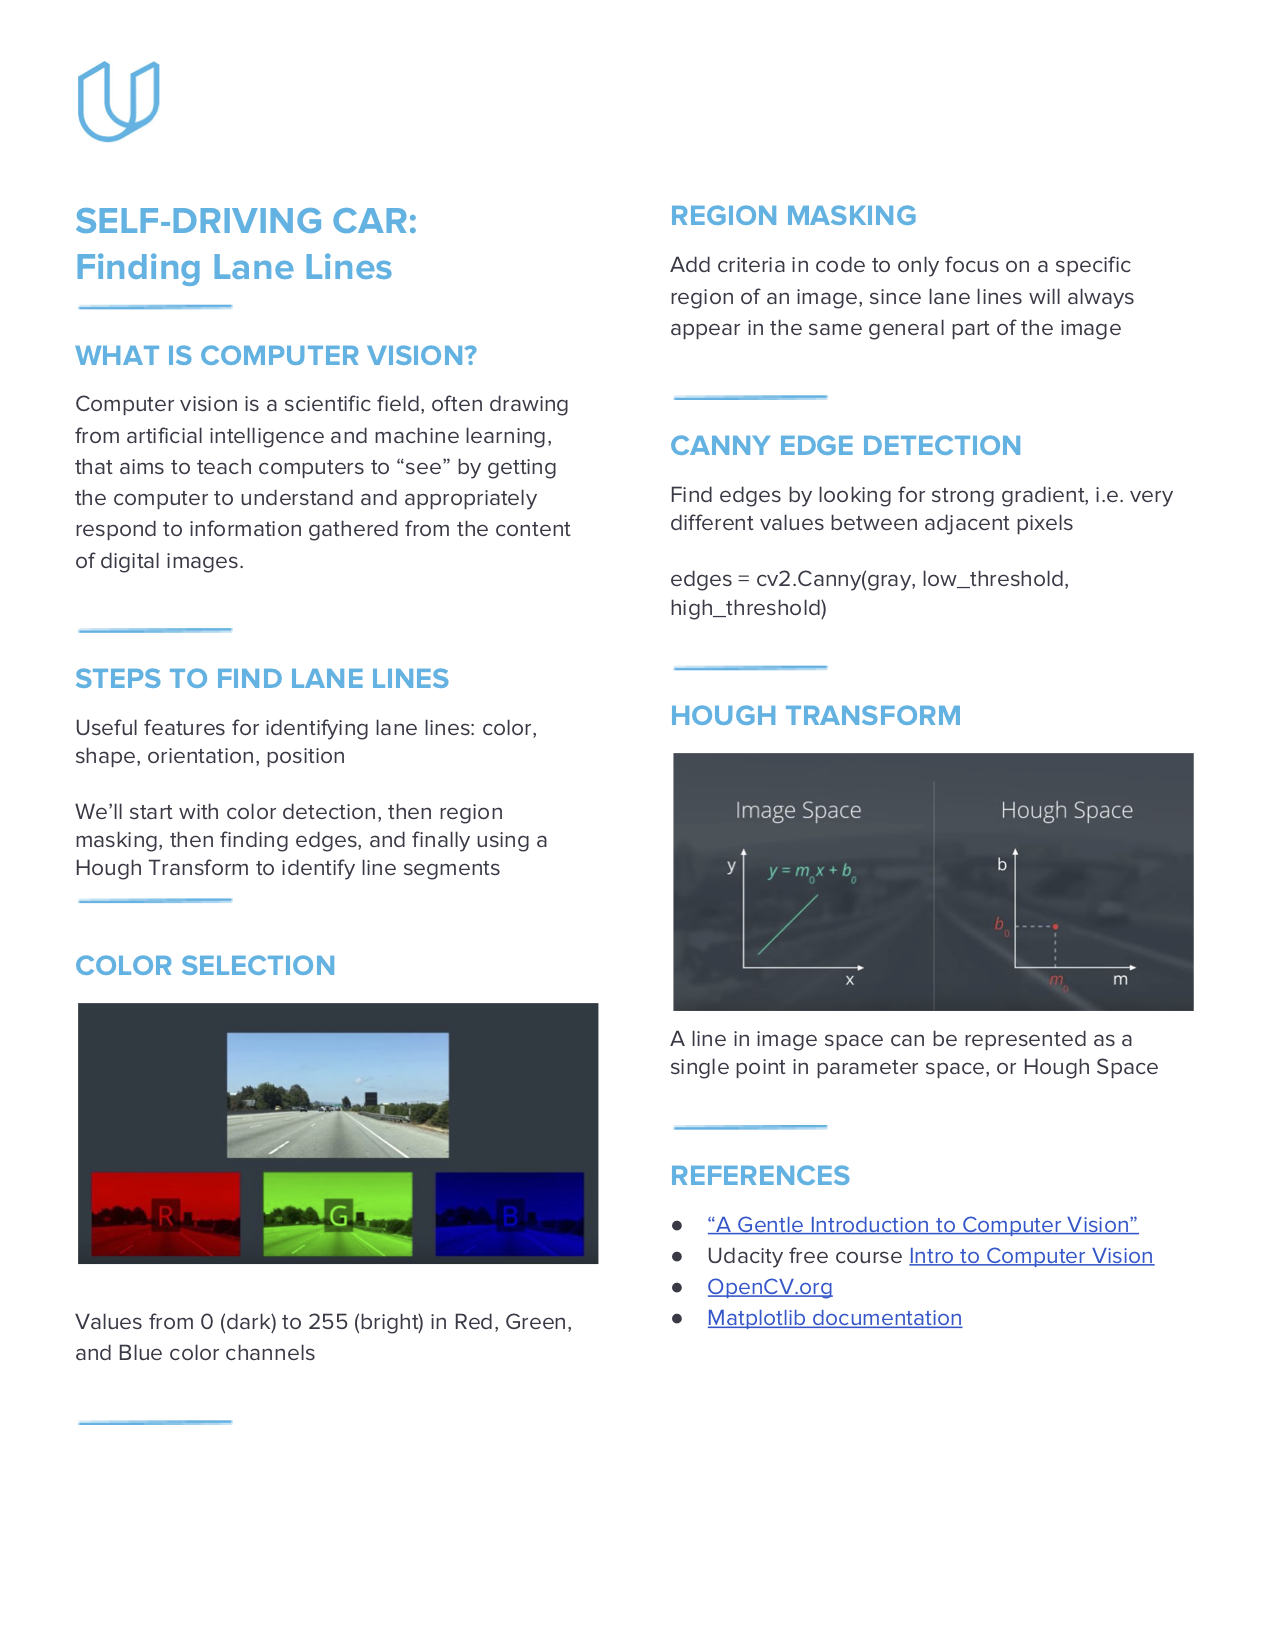 SELF-DRIVING CAR:
Finding Lane Lines
WHAT IS COMPUTER VISION?
Computer vision is a scientific field, often drawing
from artificial intelligence and machine learning,
that aims to teach computers to “see” by getting
the computer to understand and appropriately
respond to information gathered from the content
of digital images.
STEPS TO FIND LANE LINES
Useful features for identifying lane lines: color,
shape, orientation, position
We’ll start with color detection, then region
masking, then finding edges, and finally using a
Hough Transform to identify line segments
COLOR SELECTION
R G B
Values from 0 (dark) to 255 (bright) in Red, Green,
and Blue color channels
REGION MASKING
Add criteria in code to only focus on a specific
region of an image, since lane lines will always
appear in the same general part of the image
CANNY EDGE DETECTION
Find edges by looking for strong gradient, i.e. very
different values between adjacent pixels
edges = cv2.Canny(gray, low_threshold,
high_threshold)
HOUGH TRANSFORM
Image Space
y
y = m₀x + b₀
x
Hough Space
b
b₀
m₀
m
A line in image space can be represented as a
single point in parameter space, or Hough Space
REFERENCES
● “A Gentle Introduction to Computer Vision”
● Udacity free course Intro to Computer Vision
● OpenCV.org
● Matplotlib documentation